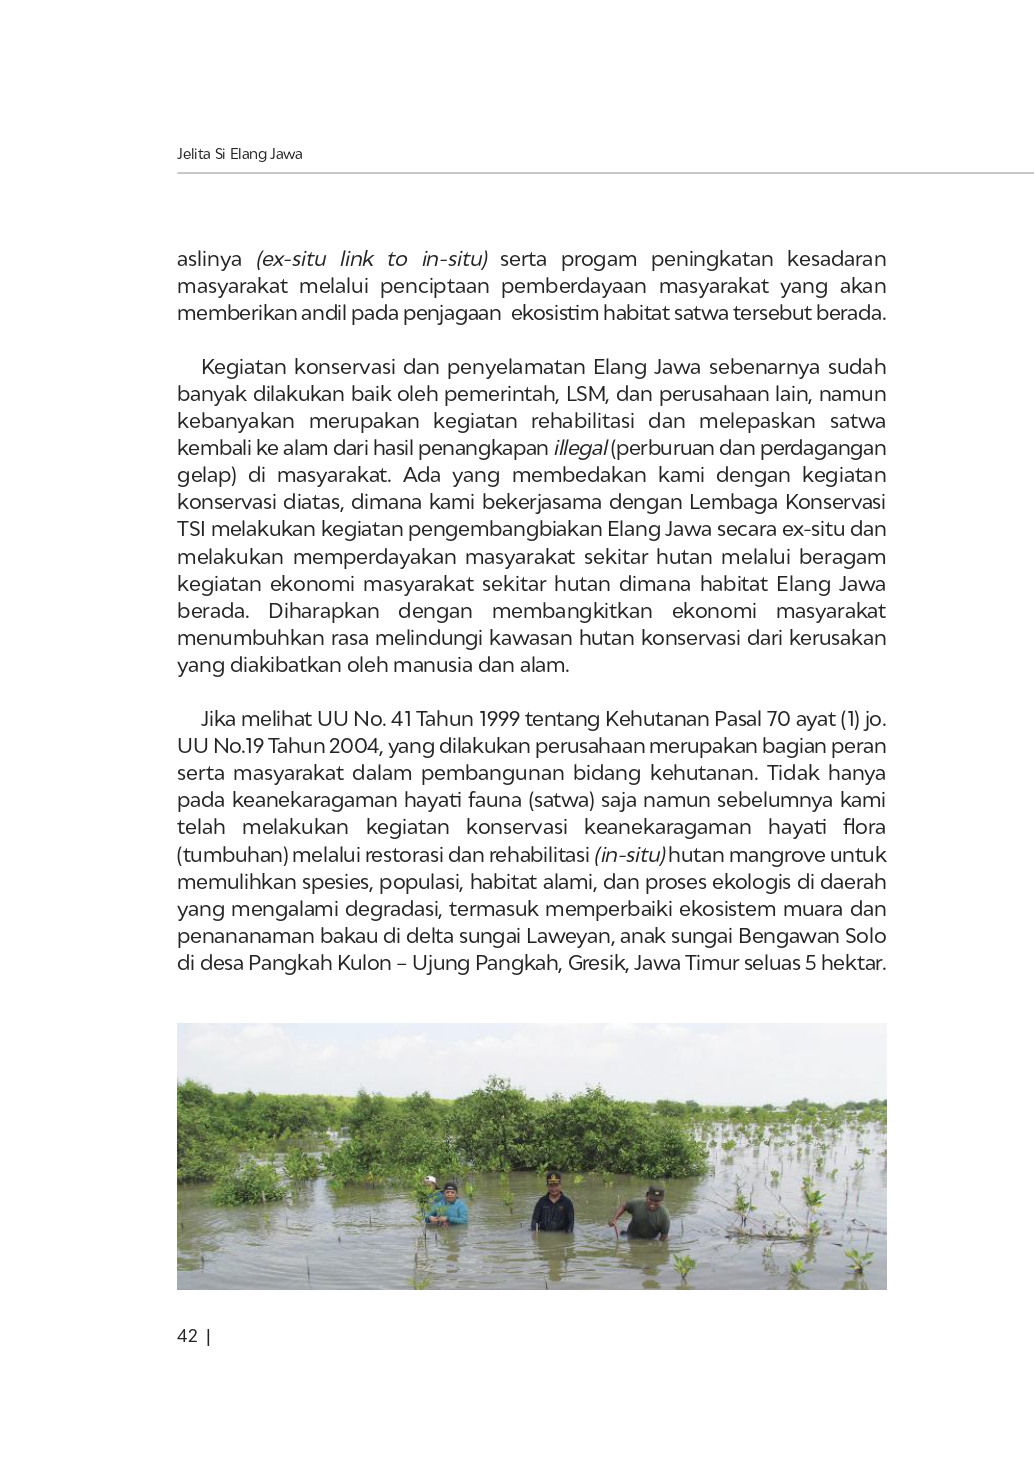 Jelita Si Elang Jawa
aslinya (ex-situ link to in-situ) serta progam peningkatan kesadaran
masyarakat melalui penciptaan pemberdayaan masyarakat yang akan
memberikan andil pada penjagaan ekosistim habitat satwa tersebut berada.
Kegiatan konservasi dan penyelamatan Elang Jawa sebenarnya sudah
banyak dilakukan baik oleh pemerintah, LSM, dan perusahaan lain, namun
kebanyakan merupakan kegiatan rehabilitasi dan melepaskan satwa
kembali ke alam dari hasil penangkapan illegal (perburuan dan perdagangan
gelap) di masyarakat. Ada yang membedakan kami dengan kegiatan
konservasi diatas, dimana kami bekerjasama dengan Lembaga Konservasi
TSI melakukan kegiatan pengembangbiakan Elang Jawa secara ex-situ dan
melakukan memperdayakan masyarakat sekitar hutan melalui beragam
kegiatan ekonomi masyarakat sekitar hutan dimana habitat Elang Jawa
berada. Diharapkan dengan membangkitkan ekonomi masyarakat
menumbuhkan rasa melindungi kawasan hutan konservasi dari kerusakan
yang diakibatkan oleh manusia dan alam.
Jika melihat UU No. 41 Tahun 1999 tentang Kehutanan Pasal 70 ayat (1) jo.
UU No.19 Tahun 2004, yang dilakukan perusahaan merupakan bagian peran
serta masyarakat dalam pembangunan bidang kehutanan. Tidak hanya
pada keanekaragaman hayati fauna (satwa) saja namun sebelumnya kami
telah melakukan kegiatan konservasi keanekaragaman hayati flora
(tumbuhan) melalui restorasi dan rehabilitasi (in-situ) hutan mangrove untuk
memulihkan spesies, populasi, habitat alami, dan proses ekologis di daerah
yang mengalami degradasi, termasuk memperbaiki ekosistem muara dan
penananaman bakau di delta sungai Laweyan, anak sungai Bengawan Solo
di desa Pangkah Kulon – Ujung Pangkah, Gresik, Jawa Timur seluas 5 hektar.
42 |